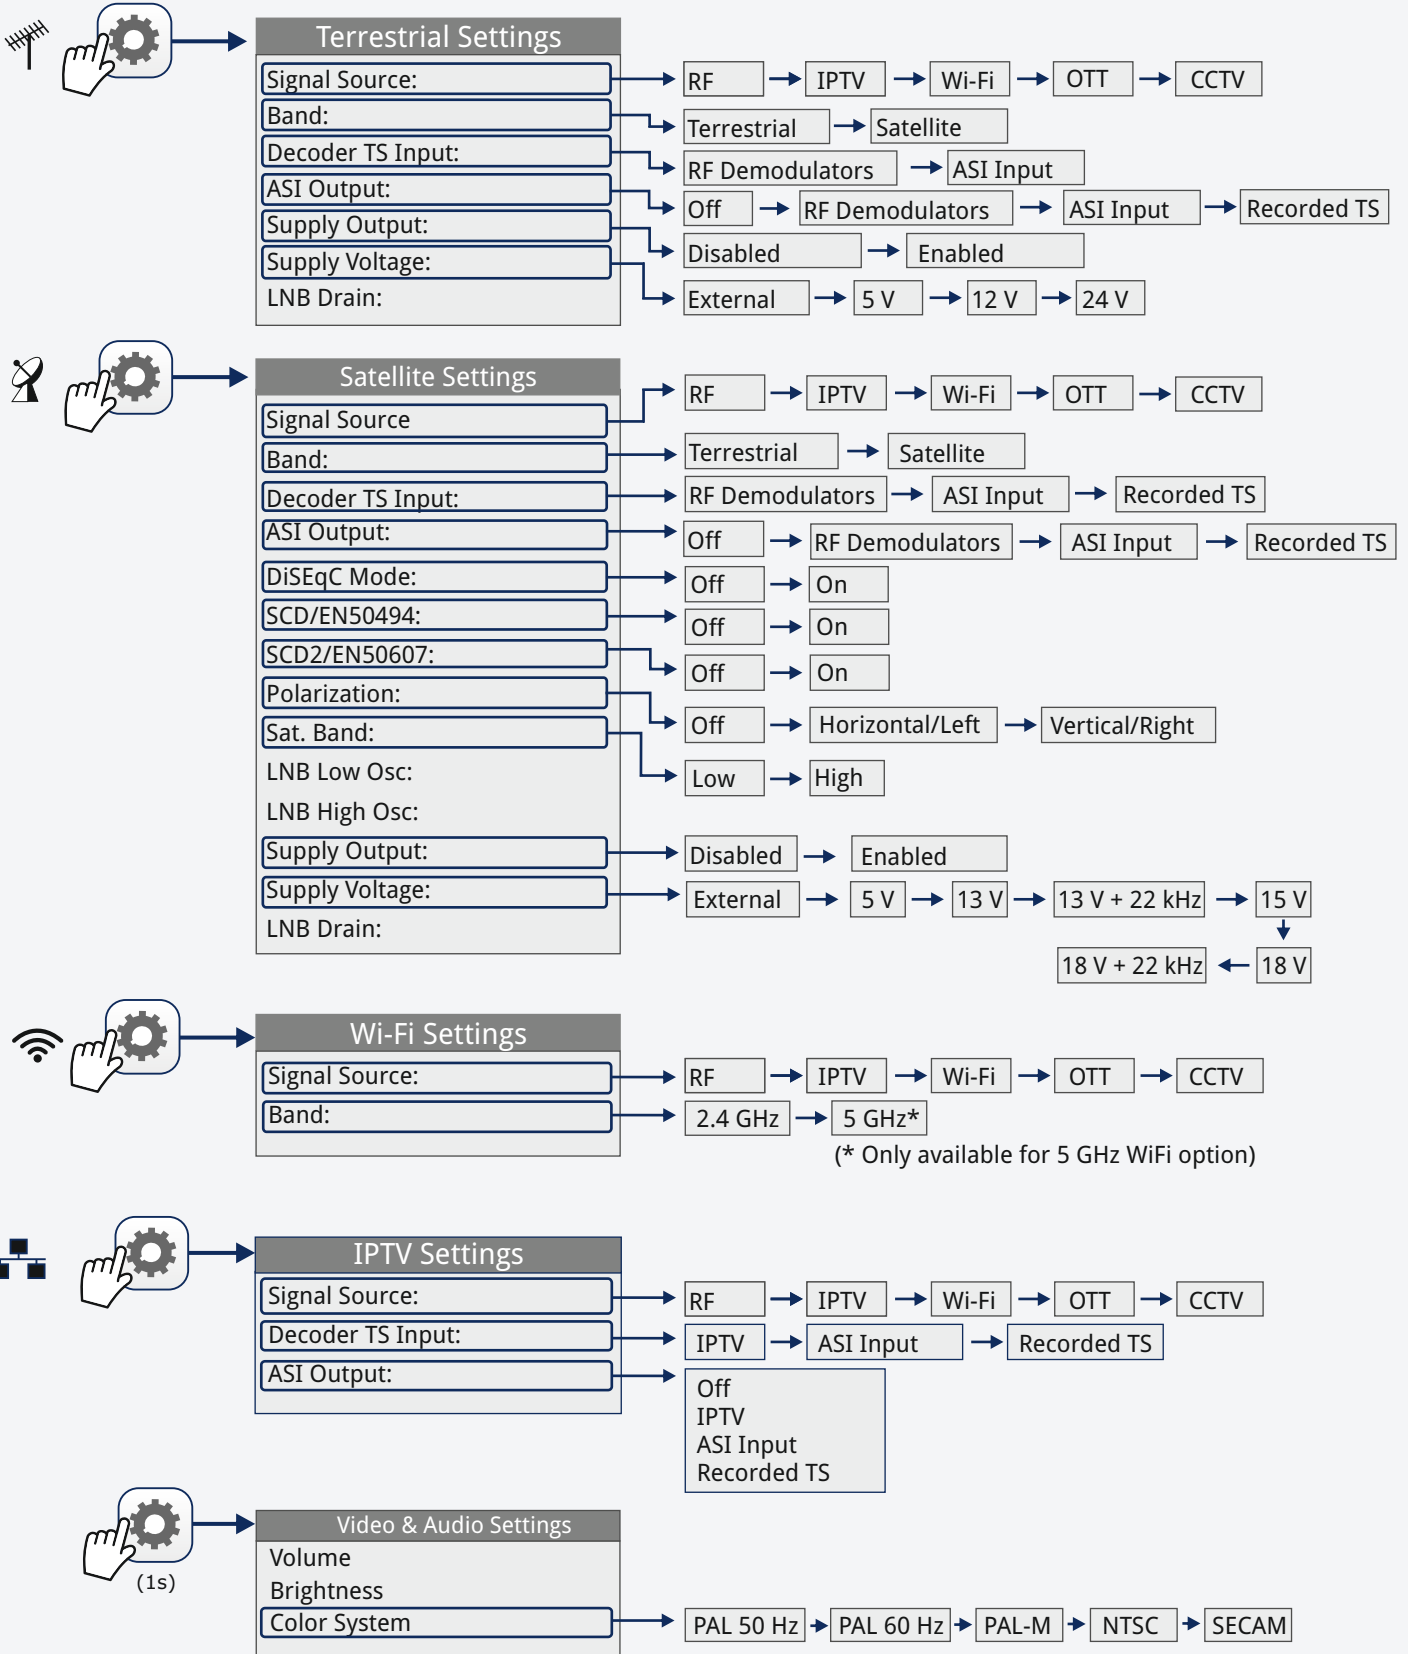 Terrestrial Settings
Signal Source: RF IPTV Wi-Fi OTT CCTV
Band: Terrestrial Satellite
Decoder TS Input: RF Demodulators ASI Input
ASI Output: Off RF Demodulators ASI Input Recorded TS
Supply Output: Disabled Enabled
Supply Voltage: External 5 V 12 V 24 V
LNB Drain:
Satellite Settings
Signal Source RF IPTV Wi-Fi OTT CCTV
Band: Terrestrial Satellite
Decoder TS Input: RF Demodulators ASI Input Recorded TS
ASI Output: Off RF Demodulators ASI Input Recorded TS
DiSEqC Mode: Off On
SCD/EN50494: Off On
SCD2/EN50607: Off On
Polarization: Off Horizontal/Left Vertical/Right
Sat. Band: Low High
LNB Low Osc:
LNB High Osc:
Supply Output: Disabled Enabled
Supply Voltage: External 5 V 13 V 13 V + 22 kHz 15 V
LNB Drain:
18 V + 22 kHz 18 V
Wi-Fi Settings
Signal Source: RF IPTV Wi-Fi OTT CCTV
Band: 2.4 GHz 5 GHz*
(* Only available for 5 GHz WiFi option)
IPTV Settings
Signal Source: RF IPTV Wi-Fi OTT CCTV
Decoder TS Input: IPTV ASI Input Recorded TS
ASI Output: Off
IPTV
ASI Input
Recorded TS
(1s)
Video & Audio Settings
Volume
Brightness
Color System PAL 50 Hz PAL 60 Hz PAL-M NTSC SECAM